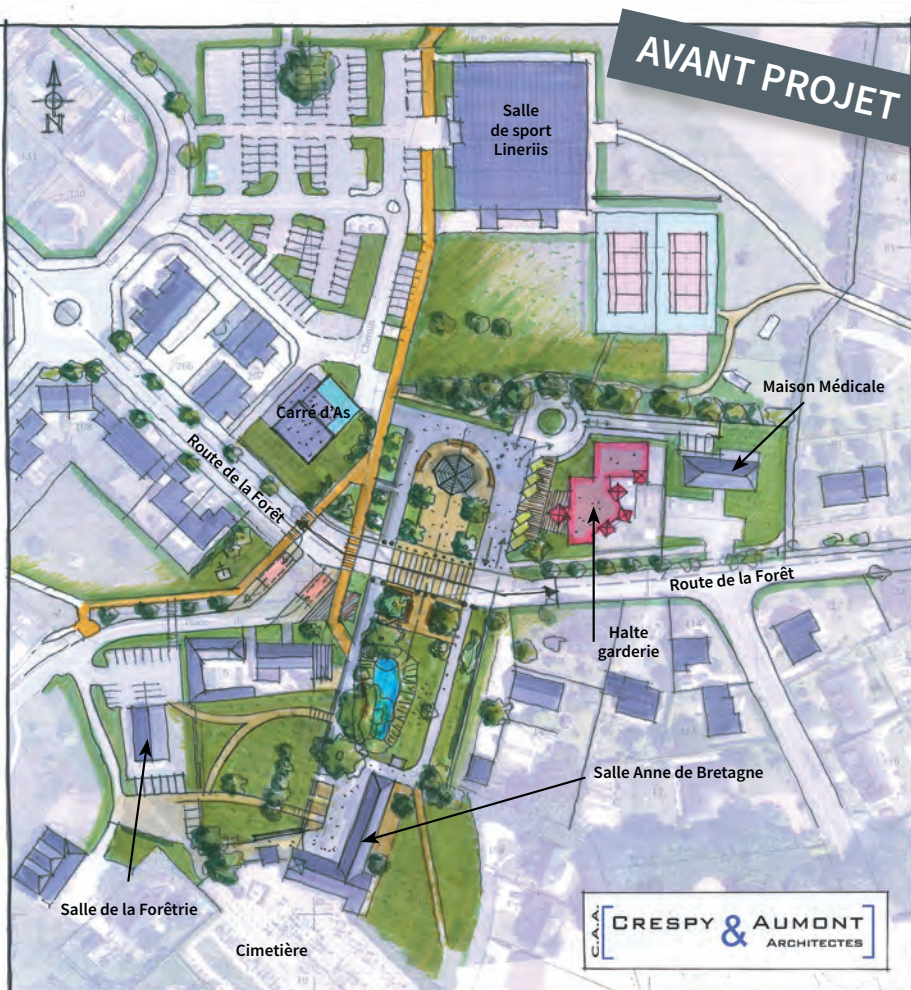 AVANT PROJET
N
Salle
de sport
Lineriis
Maison Médicale
Carré d'As
Route de la Forêt
266
Route de la Forêt
Halte
garderie
Salle Anne de Bretagne
Salle de la Forêtrie
Cimetière
C.A.A.
CRESPY & AUMONT
ARCHITECTES